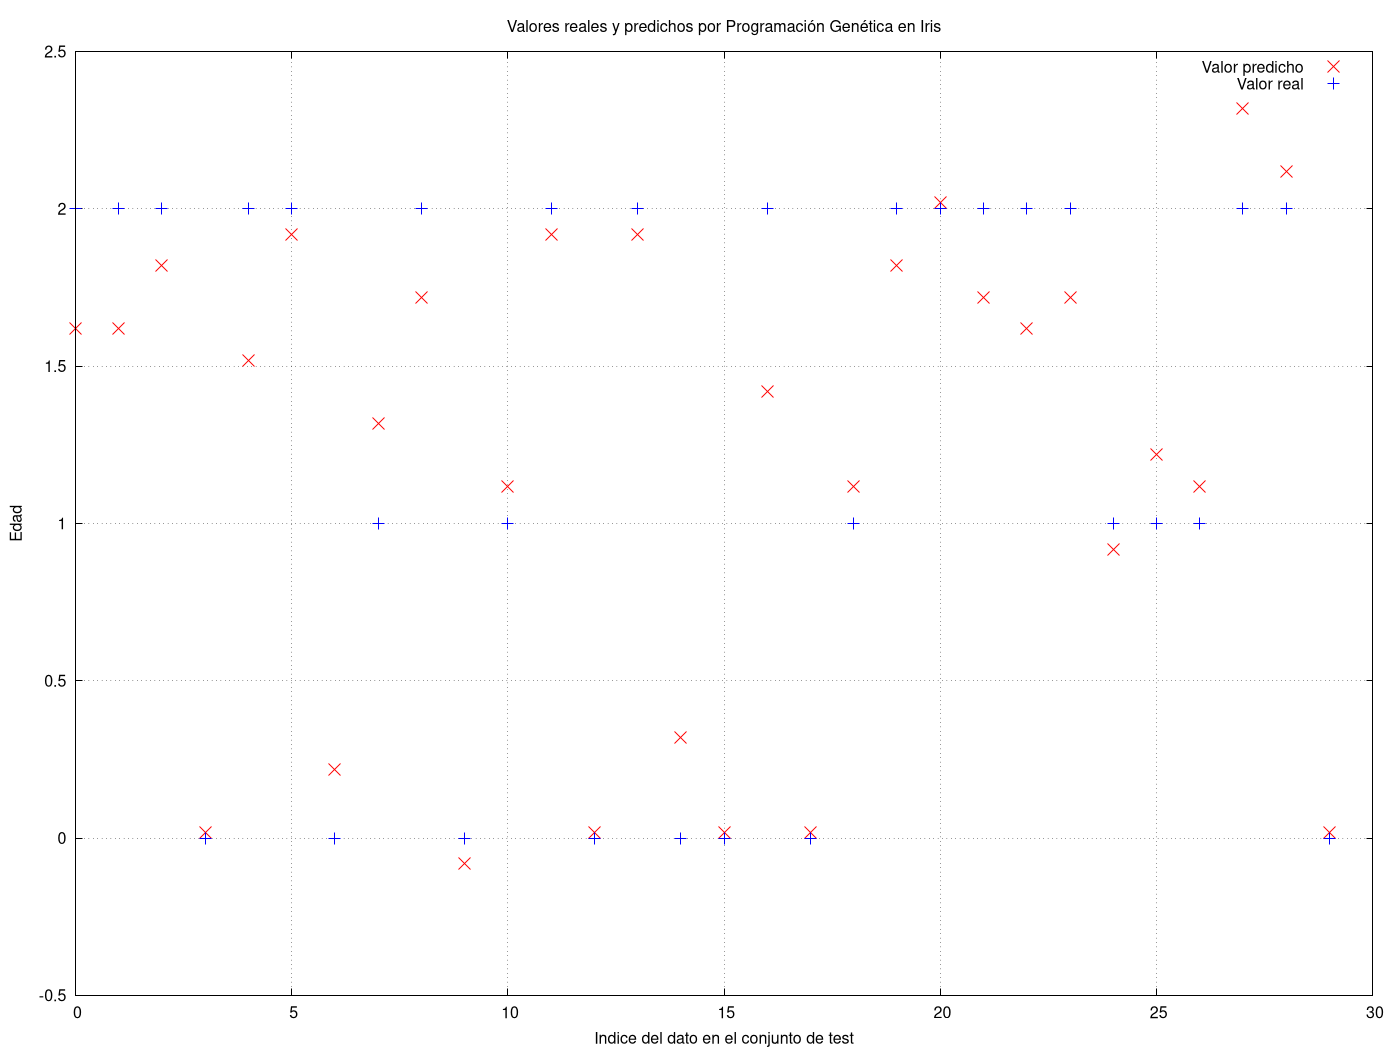 Valores reales y predichos por Programación Genética en Iris
2.5
Valor predicho
Valor real
2
1.5
1
Edad
0.5
0
-0.5
0 5 10 15 20 25 30
Indice del dato en el conjunto de test